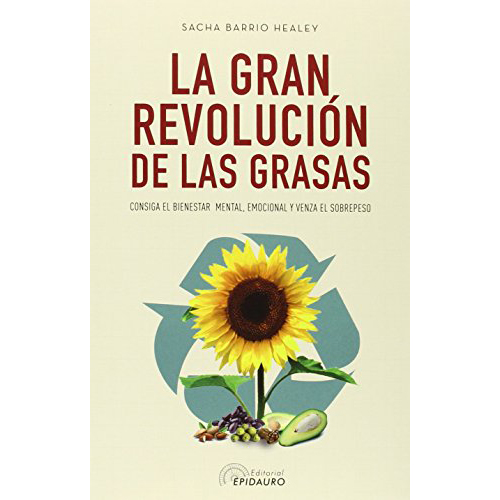 SACHA BARRIO HEALEY
LA GRAN
REVOLUCIÓN
DE LAS GRASAS
CONSIGA EL BIENESTAR MENTAL, EMOCIONAL Y VENZA EL SOBREPESO
Editorial
EPIDAURO